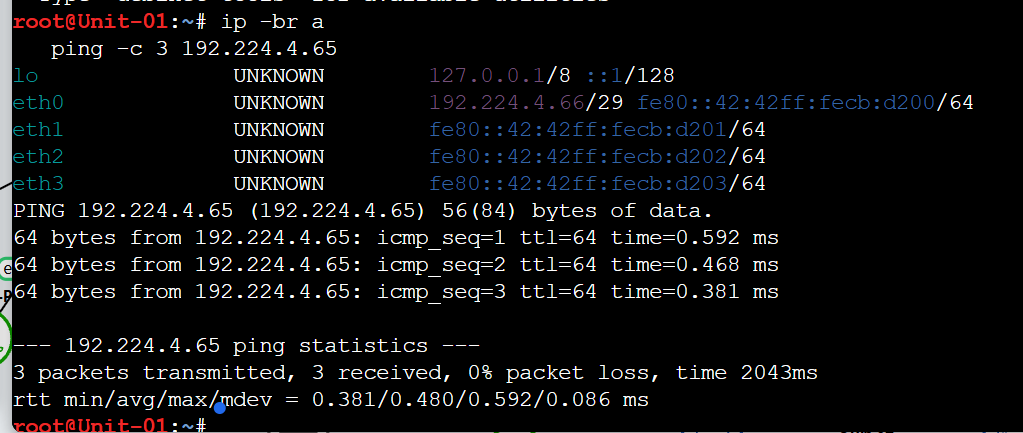 root@Unit-01:~# ip -br a
ping -c 3 192.224.4.65
lo UNKNOWN 127.0.0.1/8 ::1/128
eth0 UNKNOWN 192.224.4.66/29 fe80::42:42ff:fecb:d200/64
eth1 UNKNOWN fe80::42:42ff:fecb:d201/64
eth2 UNKNOWN fe80::42:42ff:fecb:d202/64
eth3 UNKNOWN fe80::42:42ff:fecb:d203/64
PING 192.224.4.65 (192.224.4.65) 56(84) bytes of data.
64 bytes from 192.224.4.65: icmp_seq=1 ttl=64 time=0.592 ms
64 bytes from 192.224.4.65: icmp_seq=2 ttl=64 time=0.468 ms
64 bytes from 192.224.4.65: icmp_seq=3 ttl=64 time=0.381 ms
--- 192.224.4.65 ping statistics ---
3 packets transmitted, 3 received, 0% packet loss, time 2043ms
rtt min/avg/max/mdev = 0.381/0.480/0.592/0.086 ms
root@Unit-01:~#